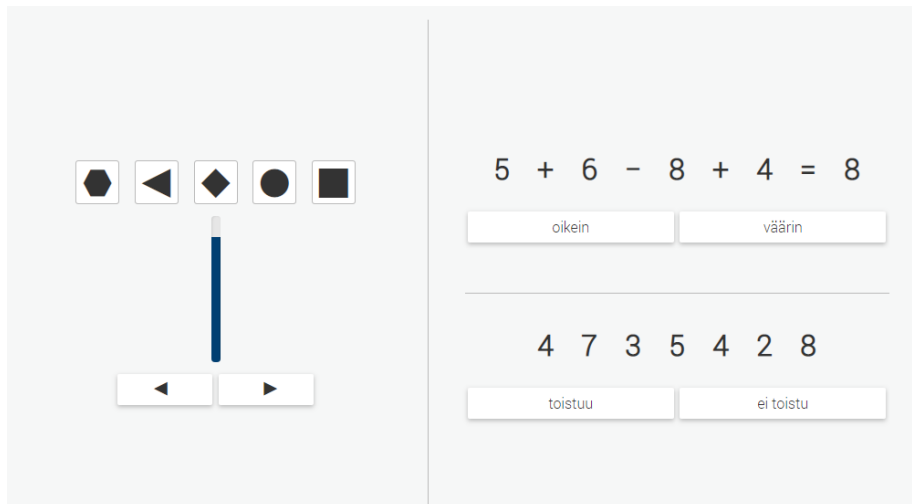 5 + 6 − 8 + 4 = 8
oikein väärin
4 7 3 5 4 2 8
toistuu ei toistu